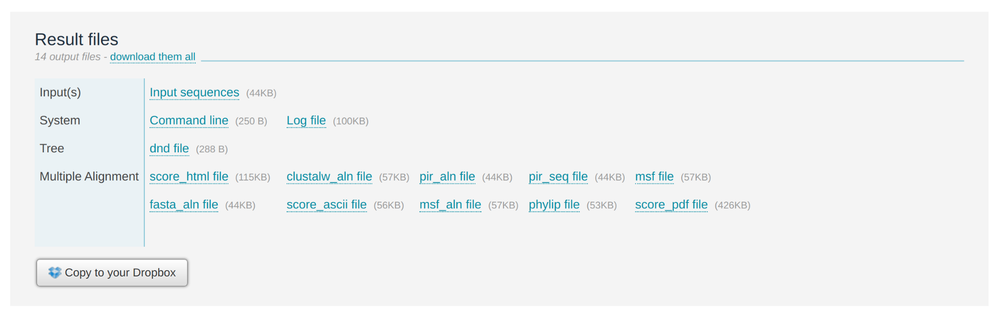 Result files
14 output files - download them all
Input(s) Input sequences (44KB)
System Command line (250 B) Log file (100KB)
Tree dnd file (288 B)
Multiple Alignment score_html file (115KB) clustalw_aln file (57KB) pir_aln file (44KB) pir_seq file (44KB) msf file (57KB)
fasta_aln file (44KB) score_ascii file (56KB) msf_aln file (57KB) phylip file (53KB) score_pdf file (426KB)
Copy to your Dropbox